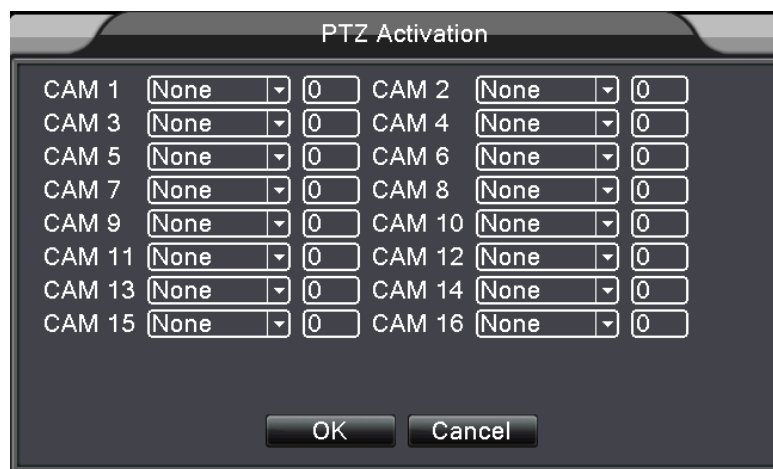 PTZ Activation
CAM 1 None 0 CAM 2 None 0
CAM 3 None 0 CAM 4 None 0
CAM 5 None 0 CAM 6 None 0
CAM 7 None 0 CAM 8 None 0
CAM 9 None 0 CAM 10 None 0
CAM 11 None 0 CAM 12 None 0
CAM 13 None 0 CAM 14 None 0
CAM 15 None 0 CAM 16 None 0
OK Cancel